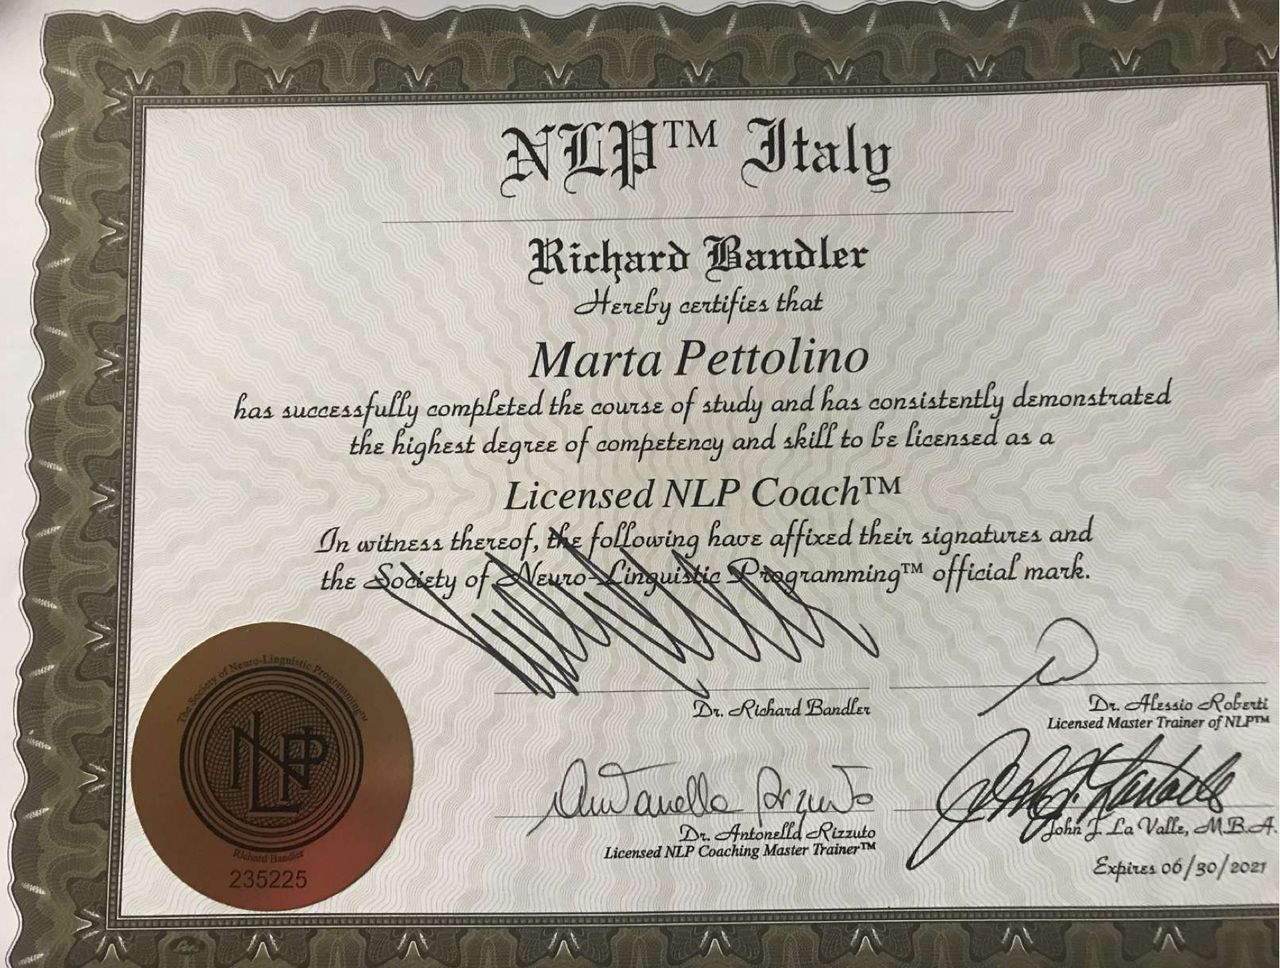 NLP™ Italy
Richard Bandler
Hereby certifies that
Marta Pettolino
has successfully completed the course of study and has consistently demonstrated
the highest degree of competency and skill to be licensed as a
Licensed NLP Coach™
In witness thereof, the following have affixed their signatures and
the Society of Neuro-Linguistic Programming™ official mark.
Dr. Richard Bandler
Dr. Alessio Roberti
Licensed Master Trainer of NLP™
Antonella Rizzuto
Dr. Antonella Rizzuto
Licensed NLP Coaching Master Trainer™
John J. La Valle, M.B.A.
Expires 06/30/2021
The Society of Neuro-Linguistic Programming™
NLP
Richard Bandler
235225